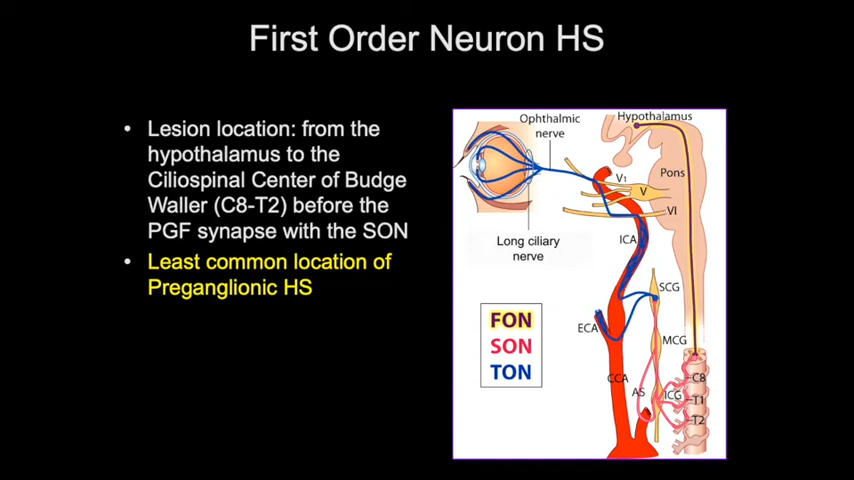 First Order Neuron HS
• Lesion location: from the
hypothalamus to the
Ciliospinal Center of Budge
Waller (C8-T2) before the
PGF synapse with the SON
• Least common location of
Preganglionic HS
Ophthalmic
nerve
Hypothalamus
Pons
V1
V
VI
Long ciliary
nerve
ICA
SCG
FON
SON
TON
ECA
MCG
CCA
AS
ICG
C8
T1
T2